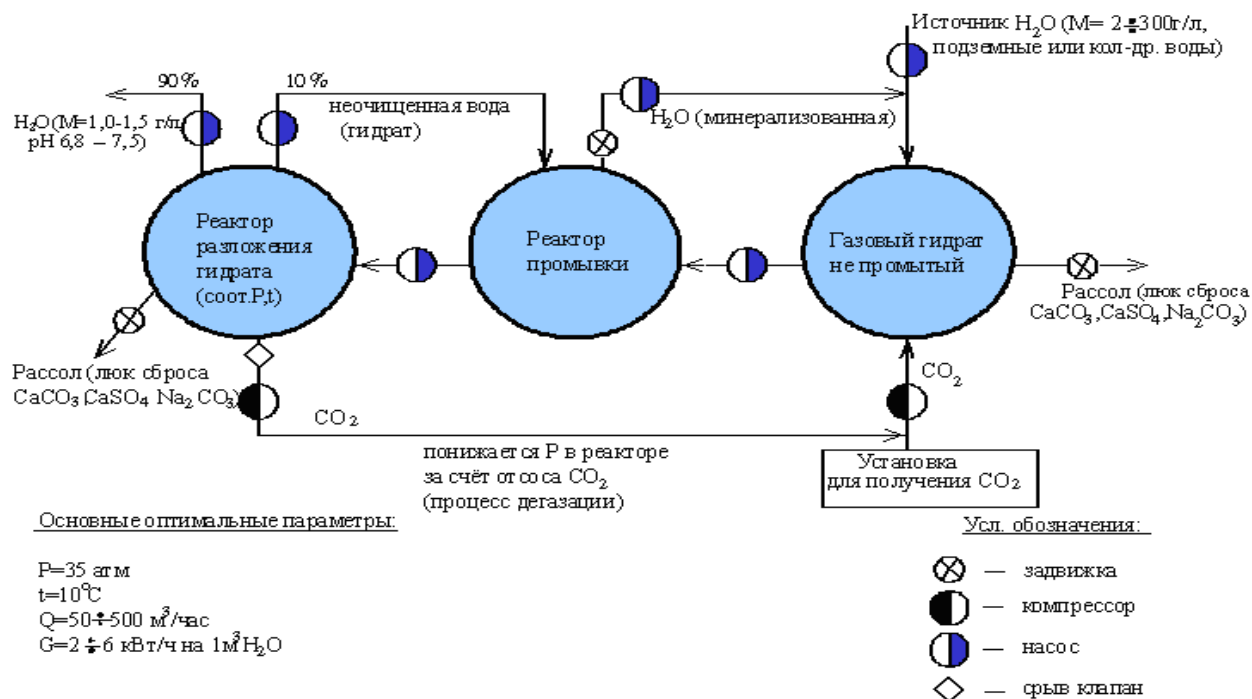 Источник H₂O (M= 2÷300г/л,
подземные или кол-др. воды)
90%
10%
неочищенная вода
(гидрат)
H₂O(M=1,0-1,5 г/л
pH 6,8 – 7,5)
H₂O (минерализованная)
Реактор
разложения
гидрата
(соот.P,t)
Реактор
промывки
Газовый гидрат
не промытый
Рассол (люк сброса
CaCO₃,CaSO₄,Na₂CO₃)
Рассол (люк сброса
CaCO₃,CaSO₄ Na₂CO₃)
CO₂
CO₂
понижается P в реакторе
за счёт отсоса CO₂
(процесс дегазации)
Установка
для получения CO₂
Основные оптимальные параметры:
P=35 атм
t=10°C
Q=50÷500 м³/час
G=2÷6 кВт/ч на 1м³H₂O
Усл. обозначения:
— задвижка
— компрессор
— насос
— срыв клапан